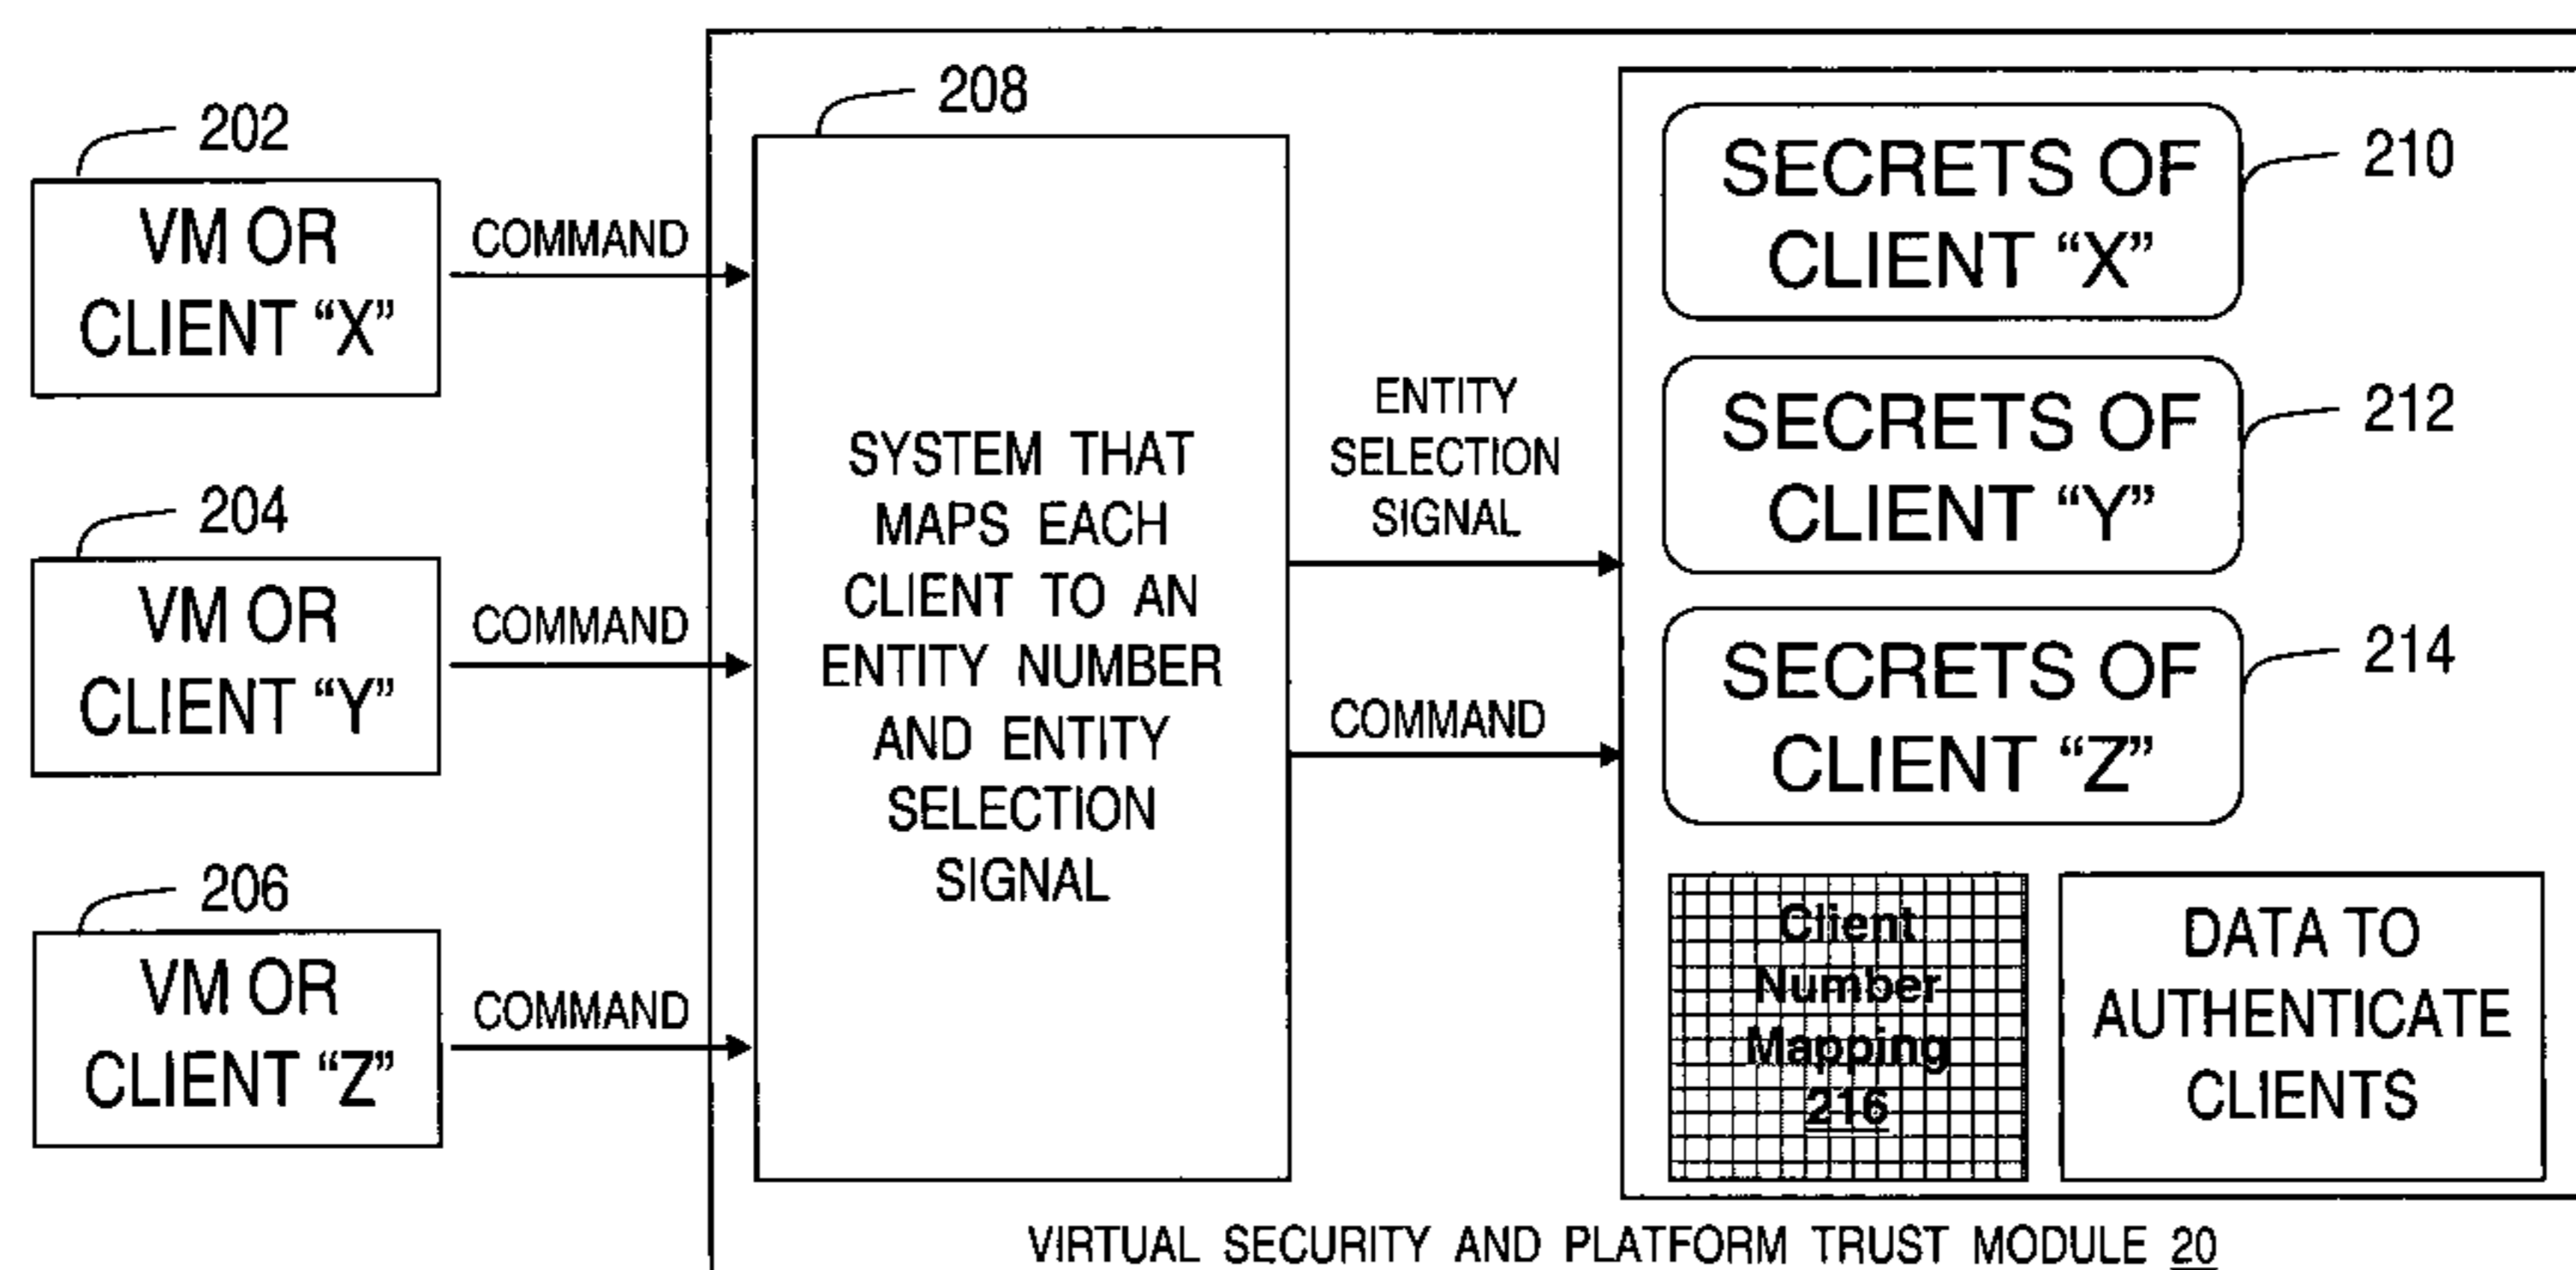 202
VM OR
CLIENT “X”
COMMAND
204
VM OR
CLIENT “Y”
COMMAND
206
VM OR
CLIENT “Z”
COMMAND
208
SYSTEM THAT
MAPS EACH
CLIENT TO AN
ENTITY NUMBER
AND ENTITY
SELECTION
SIGNAL
ENTITY
SELECTION
SIGNAL
COMMAND
SECRETS OF
CLIENT “X”
210
SECRETS OF
CLIENT “Y”
212
SECRETS OF
CLIENT “Z”
214
Client
Number
Mapping
216
DATA TO
AUTHENTICATE
CLIENTS
VIRTUAL SECURITY AND PLATFORM TRUST MODULE 20